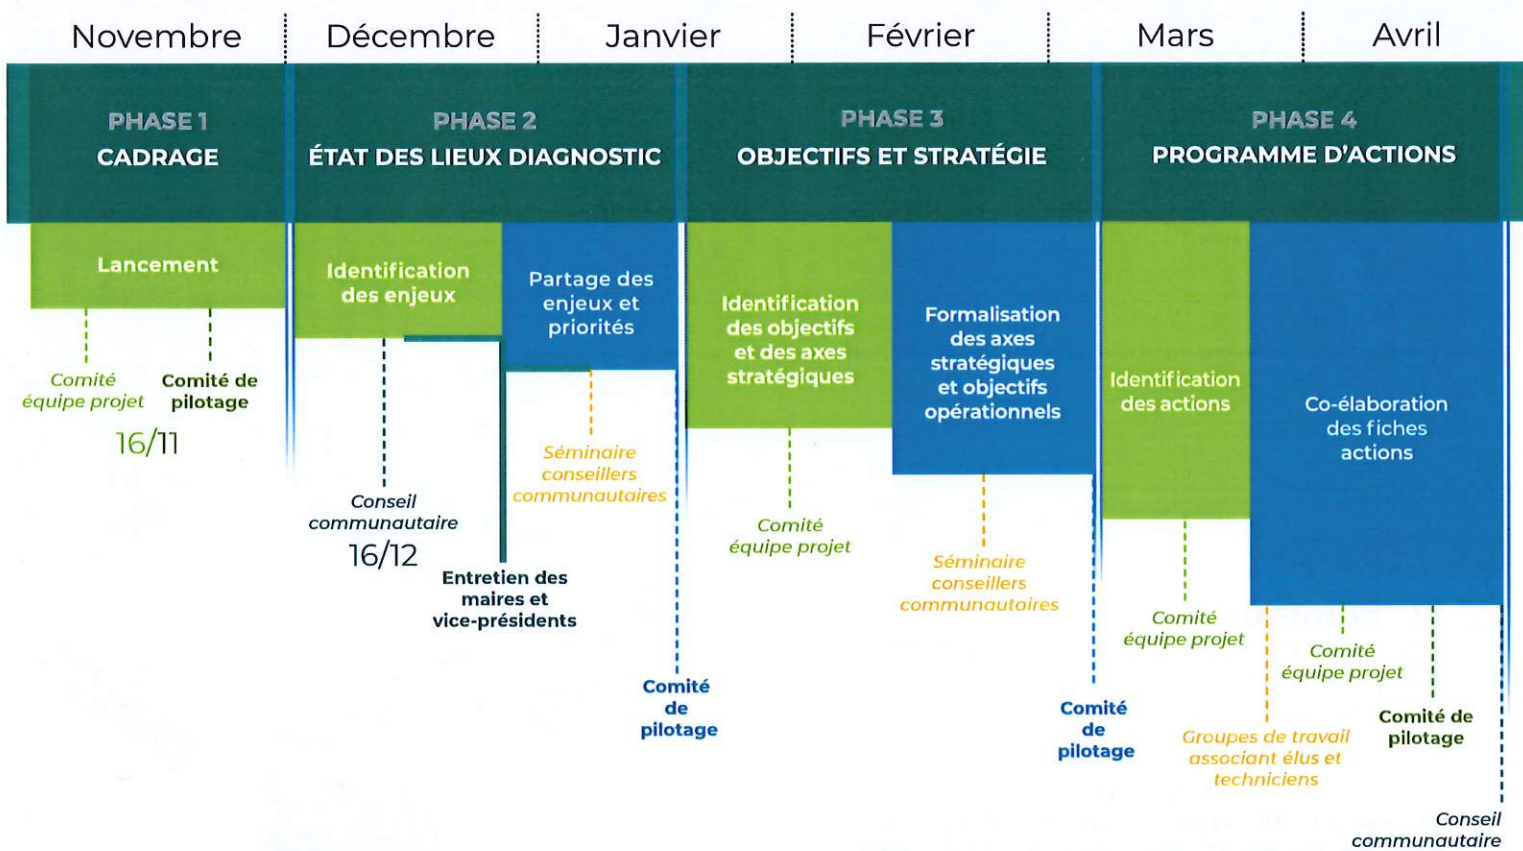 Novembre
Décembre
Janvier
Février
Mars
Avril
PHASE 1
CADRAGE
PHASE 2
ÉTAT DES LIEUX DIAGNOSTIC
PHASE 3
OBJECTIFS ET STRATÉGIE
PHASE 4
PROGRAMME D'ACTIONS
Lancement
Comité
équipe projet
Comité de
pilotage
16/11
Identification
des enjeux
Conseil
communautaire
16/12
Entretien des
maires et
vice-présidents
Partage des
enjeux et
priorités
Séminaire
conseillers
communautaires
Comité
de
pilotage
Identification
des objectifs
et des axes
stratégiques
Comité
équipe projet
Formalisation
des axes
stratégiques
et objectifs
opérationnels
Séminaire
conseillers
communautaires
Comité
de
pilotage
Identification
des actions
Comité
équipe projet
Co-élaboration
des fiches
actions
Groupes de travail
associant élus et
techniciens
Comité
équipe projet
Comité de
pilotage
Conseil
communautaire